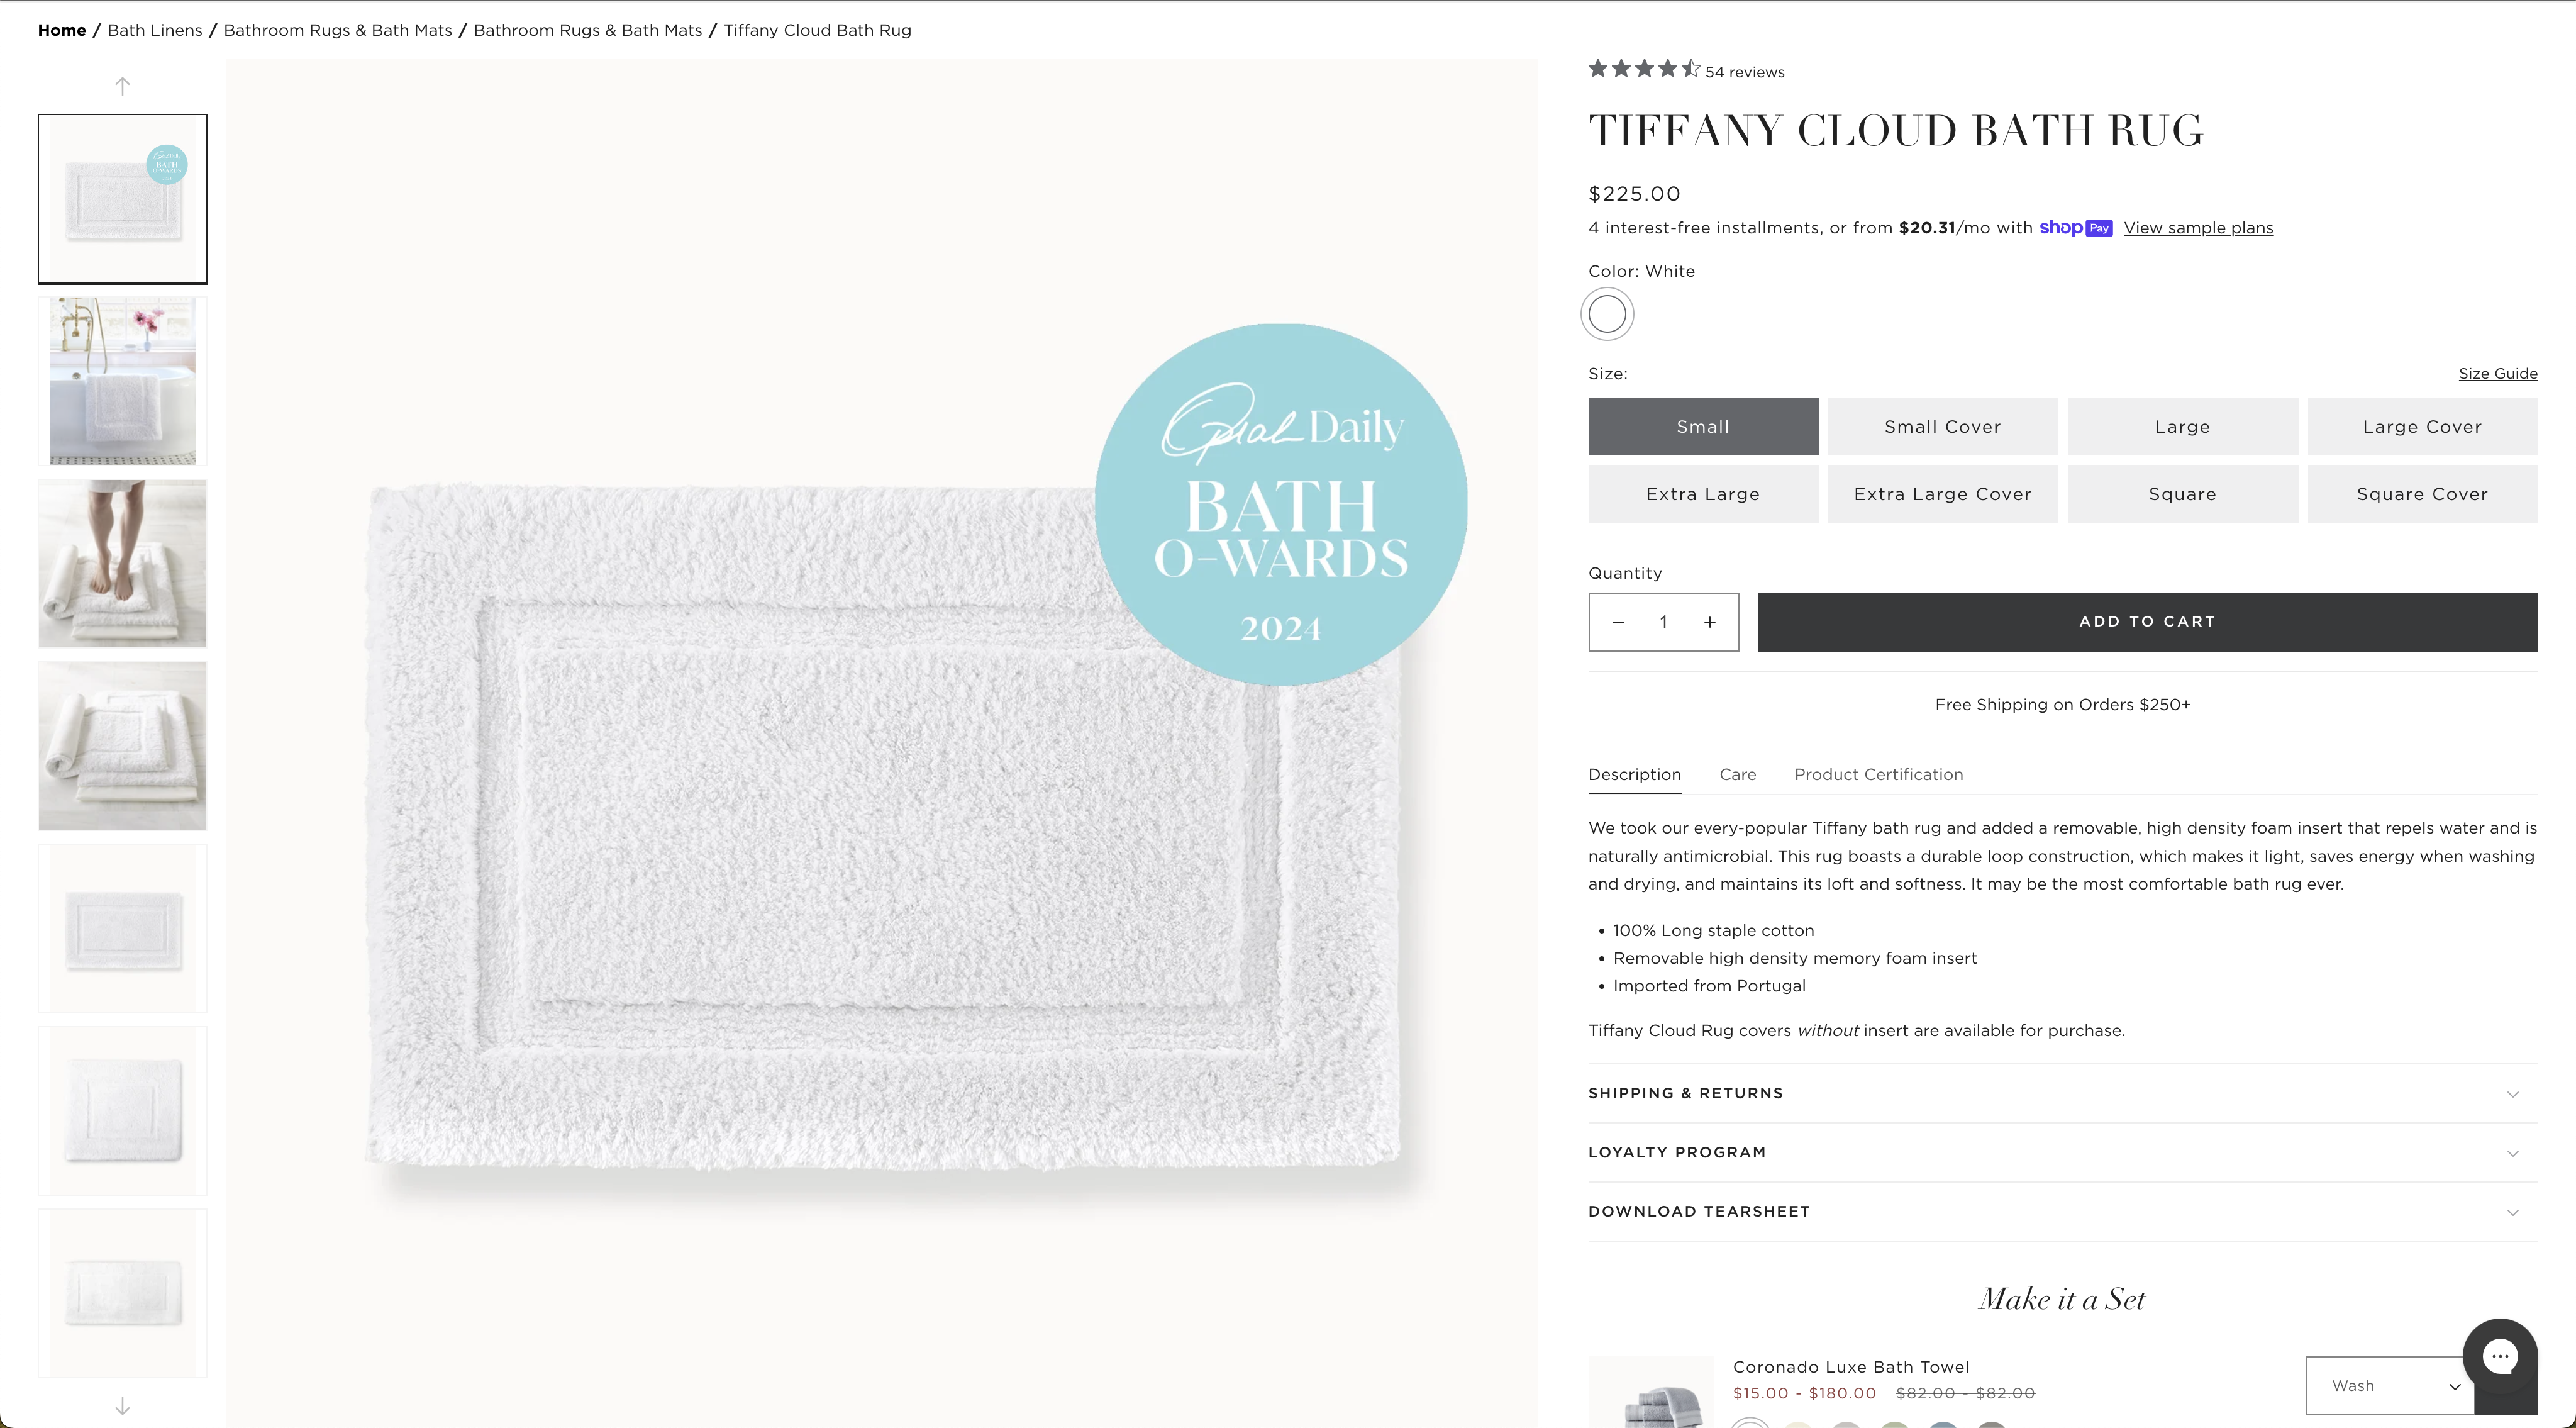 Home / Bath Linens / Bathroom Rugs & Bath Mats / Bathroom Rugs & Bath Mats / Tiffany Cloud Bath Rug
BATH
O-WARDS
Oprah Daily
BATH
O-WARDS
2024
54 reviews
TIFFANY CLOUD BATH RUG
$225.00
4 interest-free installments, or from $20.31/mo with shop Pay View sample plans
Color: White
Size: Size Guide
Small Small Cover Large Large Cover
Extra Large Extra Large Cover Square Square Cover
Quantity
− 1 + ADD TO CART
Free Shipping on Orders $250+
Description Care Product Certification
We took our every-popular Tiffany bath rug and added a removable, high density foam insert that repels water and is
naturally antimicrobial. This rug boasts a durable loop construction, which makes it light, saves energy when washing
and drying, and maintains its loft and softness. It may be the most comfortable bath rug ever.
• 100% Long staple cotton
• Removable high density memory foam insert
• Imported from Portugal
Tiffany Cloud Rug covers without insert are available for purchase.
SHIPPING & RETURNS
LOYALTY PROGRAM
DOWNLOAD TEARSHEET
Make it a Set
Coronado Luxe Bath Towel
$15.00 - $180.00 $82.00 - $82.00
Wash